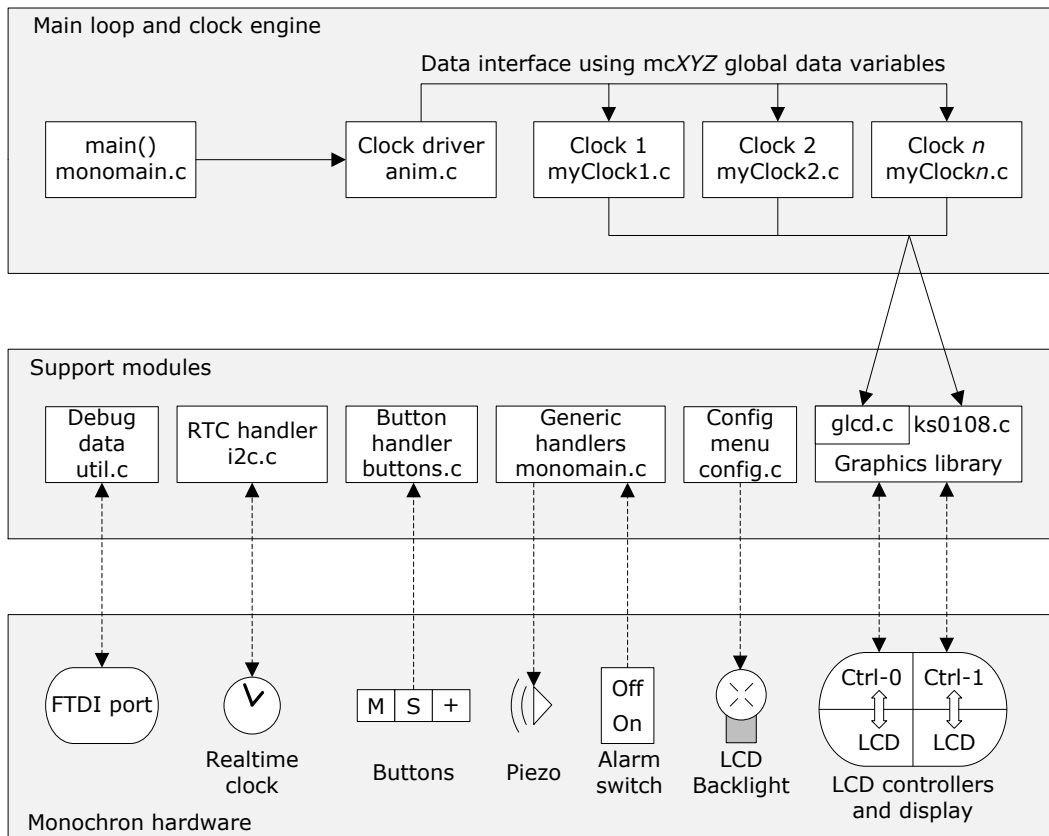 Main loop and clock engine
Data interface using mcXYZ global data variables
main()
monomain.c
Clock driver
anim.c
Clock 1
myClock1.c
Clock 2
myClock2.c
Clock n
myClockn.c
Support modules
Debug
data
util.c
RTC handler
i2c.c
Button
handler
buttons.c
Generic
handlers
monomain.c
Config
menu
config.c
glcd.c
ks0108.c
Graphics library
FTDI port
Realtime
clock
M S +
Buttons
Piezo
Off
On
Alarm
switch
LCD
Backlight
Ctrl-0 Ctrl-1
LCD LCD
LCD controllers
and display
Monochron hardware